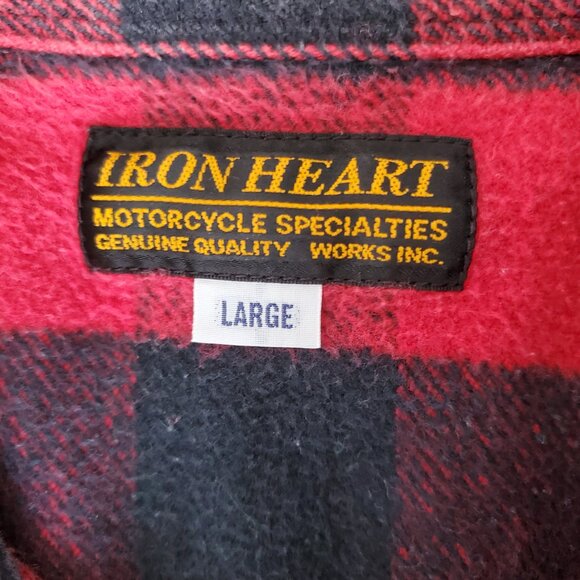 IRON HEART
MOTORCYCLE SPECIALTIES
GENUINE QUALITY WORKS INC.
LARGE